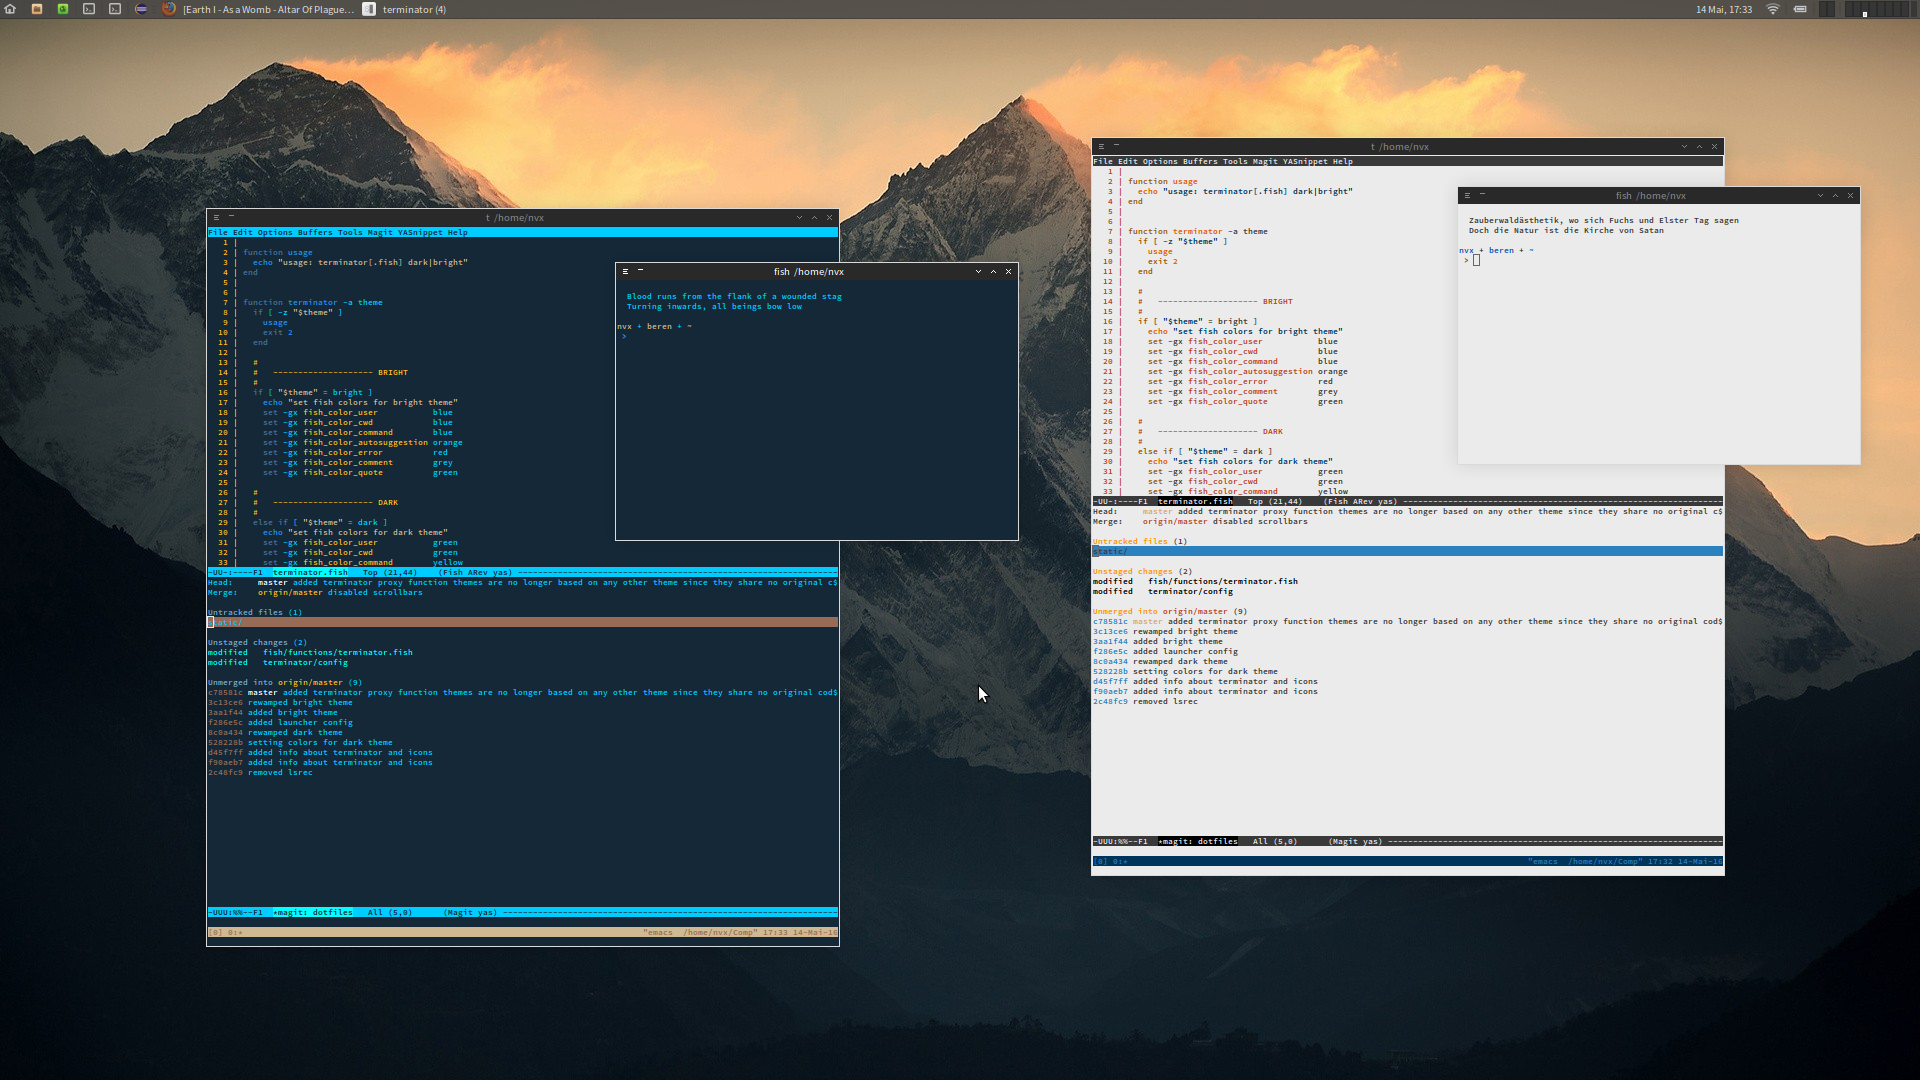 [Earth I - As a Womb - Altar Of Plague... terminator (4) 14 Mai, 17:33
t /home/nvx
File Edit Options Buffers Tools Magit YASnippet Help
1 |
2 | function usage
3 |   echo "usage: terminator[.fish] dark|bright"
4 | end
5 |
6 |
7 | function terminator -a theme
8 |   if [ -z "$theme" ]
9 |     usage
10 |     exit 2
11 |   end
12 |
13 |   #
14 |   #   -------------------- BRIGHT
15 |   #
16 |   if [ "$theme" = bright ]
17 |     echo "set fish colors for bright theme"
18 |     set -gx fish_color_user           blue
19 |     set -gx fish_color_cwd            blue
20 |     set -gx fish_color_command        blue
21 |     set -gx fish_color_autosuggestion orange
22 |     set -gx fish_color_error          red
23 |     set -gx fish_color_comment        grey
24 |     set -gx fish_color_quote          green
25 |
26 |   #
27 |   #   -------------------- DARK
28 |   #
29 |   else if [ "$theme" = dark ]
30 |     echo "set fish colors for dark theme"
31 |     set -gx fish_color_user           green
32 |     set -gx fish_color_cwd            green
33 |     set -gx fish_color_command        yellow
-UU-:----F1  terminator.fish   Top (21,44)    (Fish ARev yas) ----------------------------------------------------------------
Head:     master added terminator proxy function themes are no longer based on any other theme since they share no original c$
Merge:    origin/master disabled scrollbars
Untracked files (1)
static/
Unstaged changes (2)
modified   fish/functions/terminator.fish
modified   terminator/config
Unmerged into origin/master (9)
c78581c master added terminator proxy function themes are no longer based on any other theme since they share no original cod$
3c13ce6 rewamped bright theme
3aa1f44 added bright theme
f286e5c added launcher config
8c0a434 rewamped dark theme
528228b setting colors for dark theme
d45f7ff added info about terminator and icons
f90aeb7 added info about terminator and icons
2c48fc9 removed lsrec
-UUU:%%--F1  *magit: dotfiles   All (5,0)      (Magit yas) -------------------------------------------------------------------
[0] 0:* "emacs  /home/nvx/Comp" 17:33 14-Mai-16
fish /home/nvx
Blood runs from the flank of a wounded stag
Turning inwards, all beings bow low
nvx + beren + ~
>
t /home/nvx
File Edit Options Buffers Tools Magit YASnippet Help
1 |
2 | function usage
3 |   echo "usage: terminator[.fish] dark|bright"
4 | end
5 |
6 |
7 | function terminator -a theme
8 |   if [ -z "$theme" ]
9 |     usage
10 |     exit 2
11 |   end
12 |
13 |   #
14 |   #   -------------------- BRIGHT
15 |   #
16 |   if [ "$theme" = bright ]
17 |     echo "set fish colors for bright theme"
18 |     set -gx fish_color_user           blue
19 |     set -gx fish_color_cwd            blue
20 |     set -gx fish_color_command        blue
21 |     set -gx fish_color_autosuggestion orange
22 |     set -gx fish_color_error          red
23 |     set -gx fish_color_comment        grey
24 |     set -gx fish_color_quote          green
25 |
26 |   #
27 |   #   -------------------- DARK
28 |   #
29 |   else if [ "$theme" = dark ]
30 |     echo "set fish colors for dark theme"
31 |     set -gx fish_color_user           green
32 |     set -gx fish_color_cwd            green
33 |     set -gx fish_color_command        yellow
-UU-:----F1  terminator.fish   Top (21,44)    (Fish ARev yas) ----------------------------------------------------------------
Head:     master added terminator proxy function themes are no longer based on any other theme since they share no original c$
Merge:    origin/master disabled scrollbars
Untracked files (1)
static/
Unstaged changes (2)
modified   fish/functions/terminator.fish
modified   terminator/config
Unmerged into origin/master (9)
c78581c master added terminator proxy function themes are no longer based on any other theme since they share no original cod$
3c13ce6 rewamped bright theme
3aa1f44 added bright theme
f286e5c added launcher config
8c0a434 rewamped dark theme
528228b setting colors for dark theme
d45f7ff added info about terminator and icons
f90aeb7 added info about terminator and icons
2c48fc9 removed lsrec
-UUU:%%--F1  *magit: dotfiles   All (5,0)      (Magit yas) -------------------------------------------------------------------
[0] 0:* "emacs  /home/nvx/Comp" 17:32 14-Mai-16
fish /home/nvx
Zauberwaldästhetik, wo sich Fuchs und Elster Tag sagen
Doch die Natur ist die Kirche von Satan
nvx + beren + ~
>